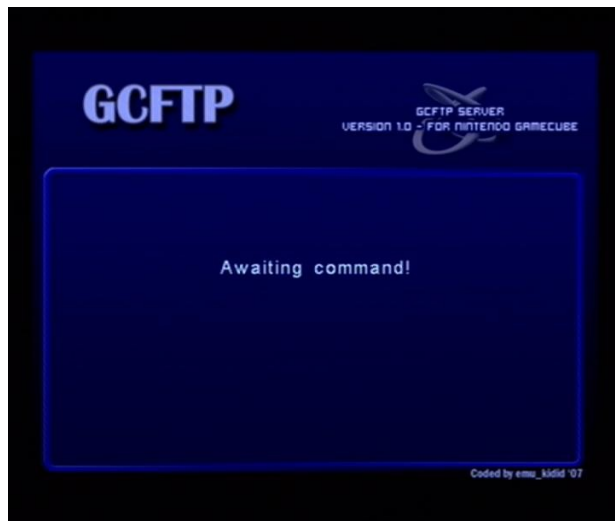 GCFTP
GCFTP SERVER
VERSION 1.0 - FOR NINTENDO GAMECUBE
Awaiting command!
Coded by emu_kidid '07